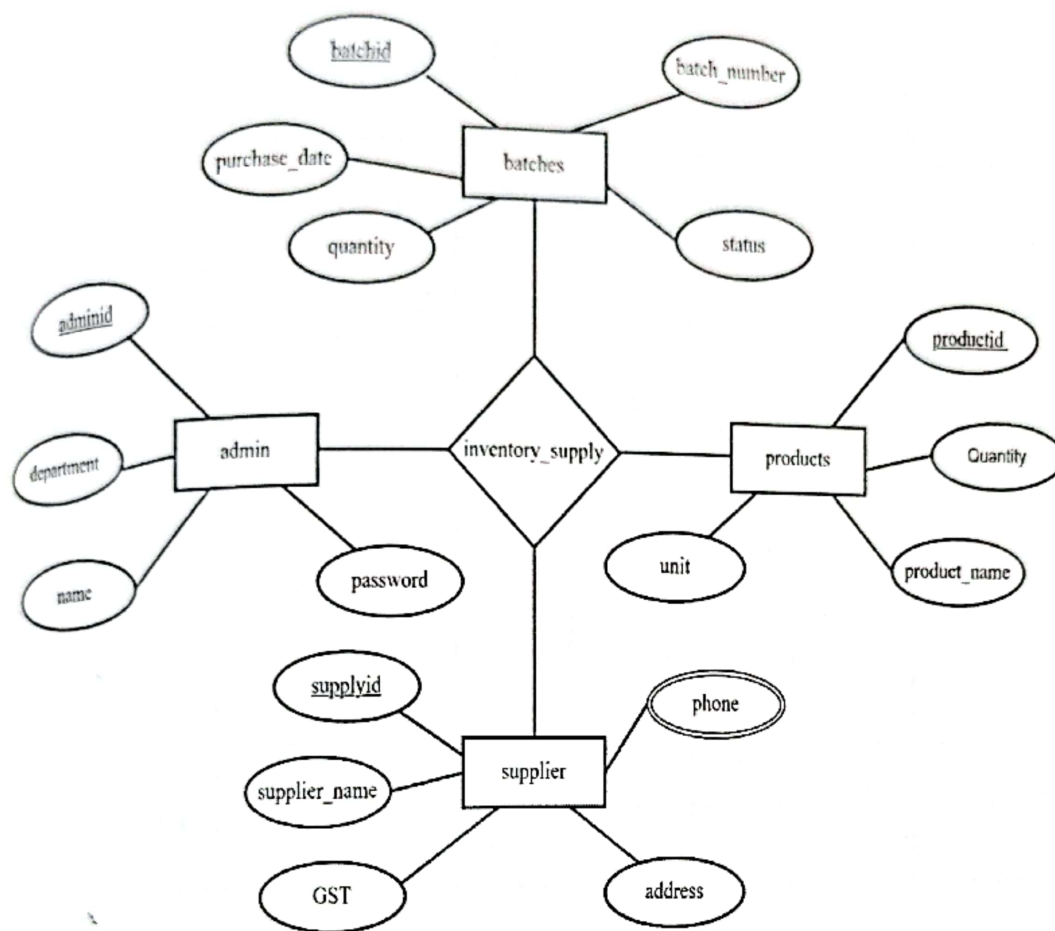 batchid
batch_number
batches
purchase_date
quantity
status
adminid
productid
admin
inventory_supply
products
department
Quantity
name
password
unit
product_name
supplyid
phone
supplier
supplier_name
GST
address